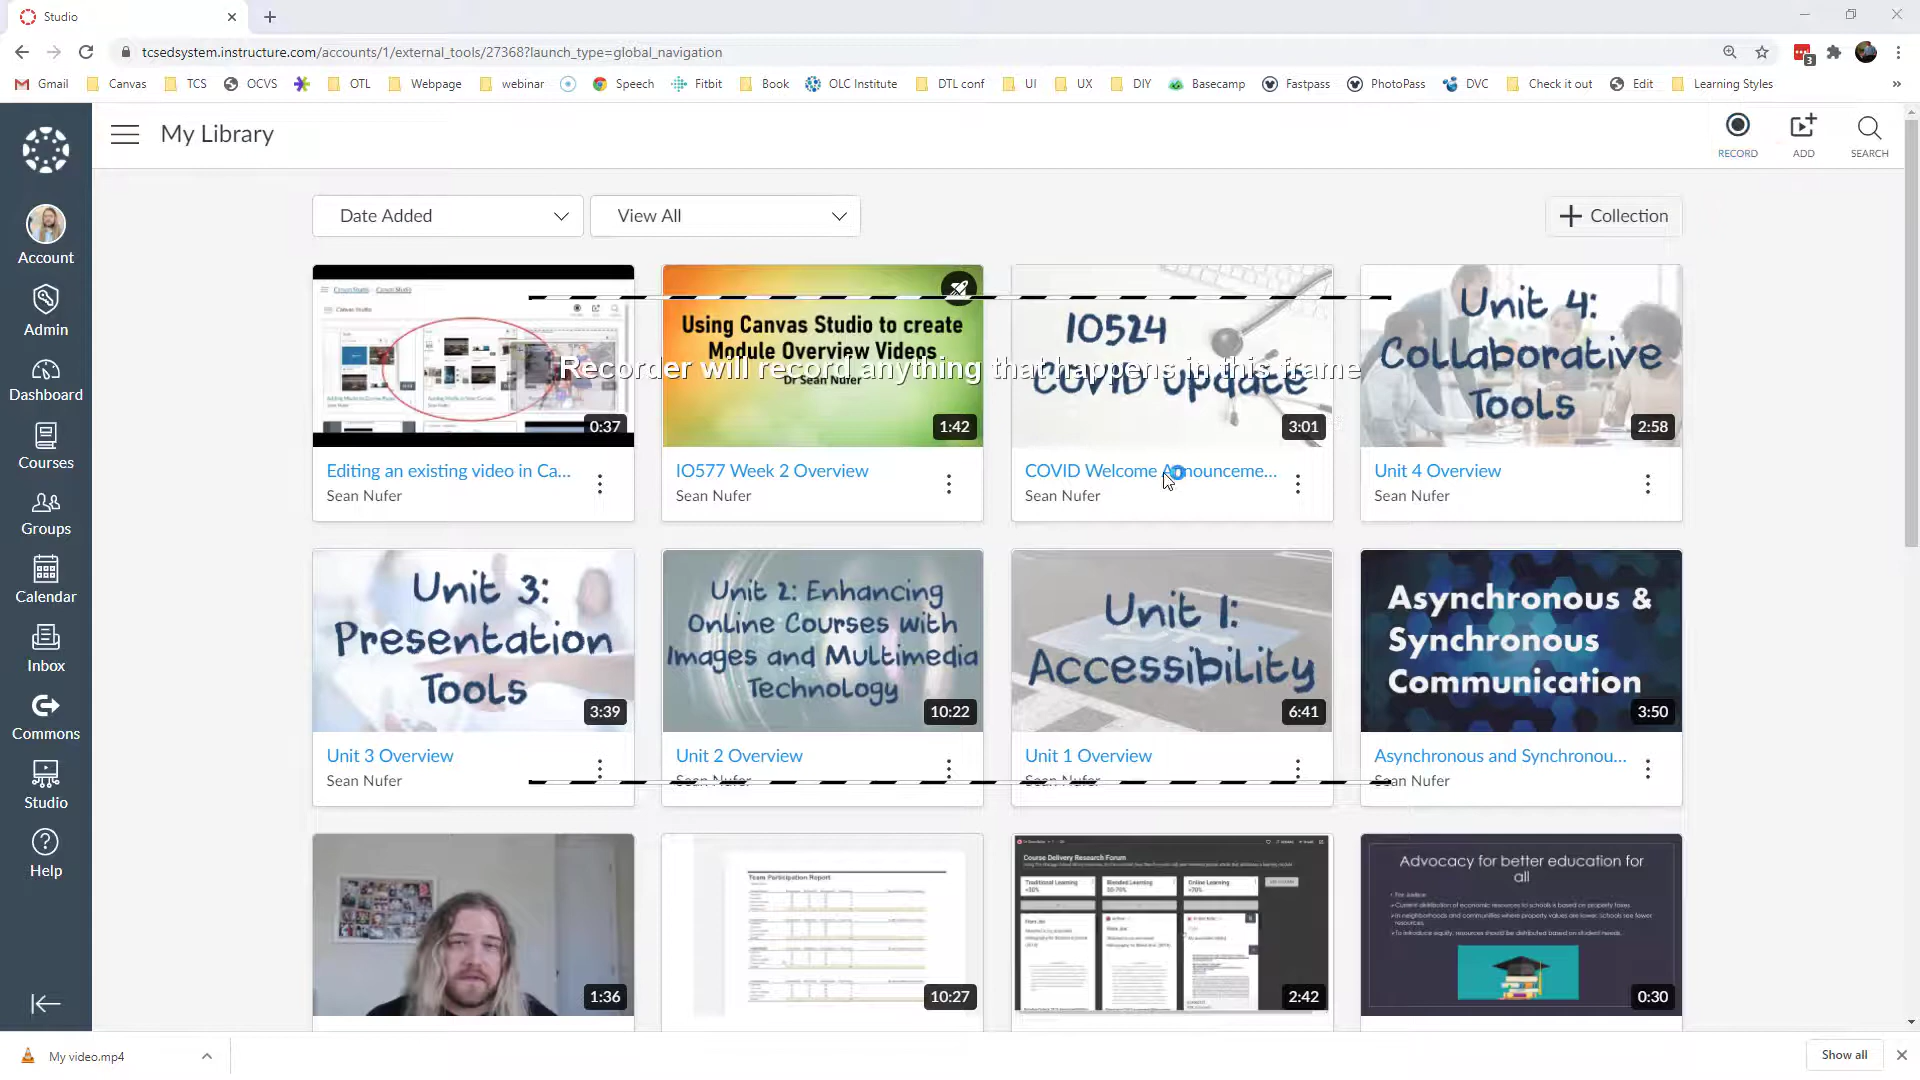 Studio
tcsedsystem.instructure.com/accounts/1/external_tools/27368?launch_type=global_navigation
3
Gmail
Canvas
TCS
OCVS
OTL
Webpage
webinar
Speech
Fitbit
Book
OLC Institute
DTL conf
UI
UX
DIY
Basecamp
Fastpass
PhotoPass
DVC
Check it out
Edit
Learning Styles
»
My Library
RECORD
ADD
SEARCH
Account
Admin
Dashboard
Courses
Groups
Calendar
Inbox
Commons
Studio
Help
Date Added
View All
Collection
Canvas Studio
0:37
Editing an existing video in Ca...
Sean Nufer
Using Canvas Studio to create
Module Overview Videos
Dr Sean Nufer
1:42
IO577 Week 2 Overview
Sean Nufer
IO524
COVID Update
3:01
COVID Welcome Announceme...
Sean Nufer
Unit 4:
Collaborative
Tools
2:58
Unit 4 Overview
Sean Nufer
Recorder will record anything that happens in this frame
Unit 3:
Presentation
Tools
3:39
Unit 3 Overview
Sean Nufer
Unit 2: Enhancing
Online Courses with
Images and Multimedia
Technology
10:22
Unit 2 Overview
Sean Nufer
Unit 1:
Accessibility
6:41
Unit 1 Overview
Sean Nufer
Asynchronous &
Synchronous
Communication
3:50
Asynchronous and Synchronou...
Sean Nufer
1:36
Team Participation Report
10:27
Course Delivery Research Forum
Traditional Learning
Blended Learning
Online Learning
2:42
Advocacy for better education for
all
0:30
My video.mp4
Show all